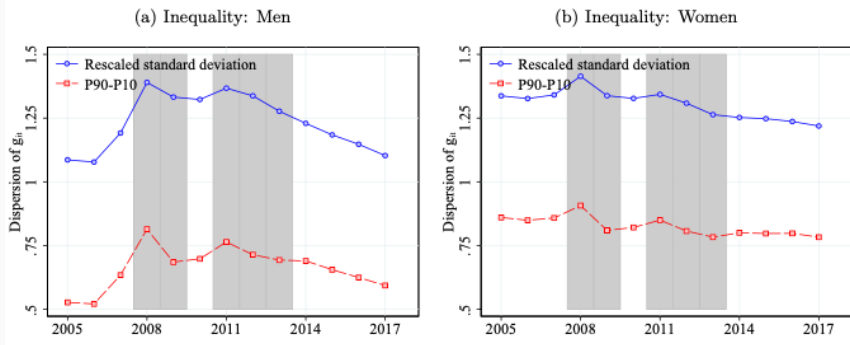 (a) Inequality: Men
Dispersion of g_it
1.5
1.25
1
.75
.5
Rescaled standard deviation
P90-P10
2005 2008 2011 2014 2017
(b) Inequality: Women
Dispersion of g_it
1.5
1.25
1
.75
.5
Rescaled standard deviation
P90-P10
2005 2008 2011 2014 2017